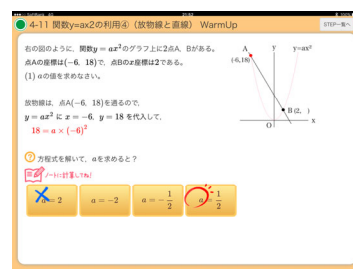 21:52
4-11 関数y=ax2の利用④（放物線と直線） WarmUp
STEP一覧へ
右の図のように，関数y = ax²のグラフ上に2点A，Bがある。
点Aの座標は(−6，18)で，点Bのx座標は2である。
(1) aの値を求めなさい。
A
y
y=ax²
(-6,18)
B (2, )
O
x
放物線は，点A(−6，18)を通るので，
y = ax² に x = −6，y = 18 を代入して，
18 = a × (−6)²
? 方程式を解いて，aを求めると？
ノートに計算してね!
a = 2
a = −2
a = − 1/2
a = 1/2